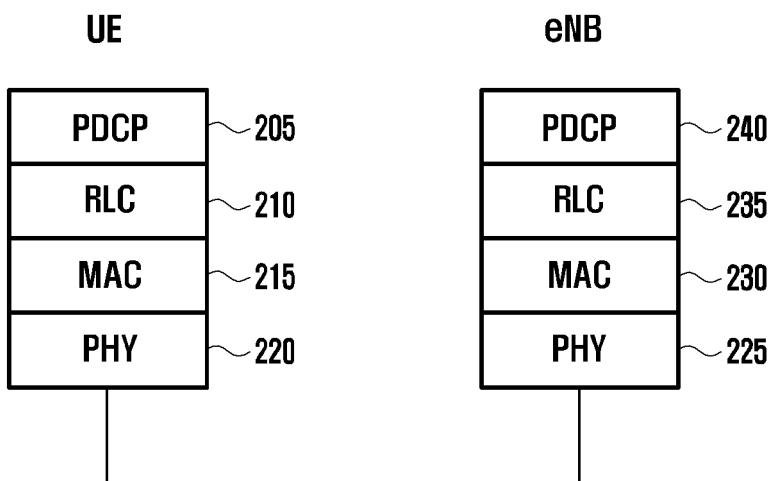 UE eNB
PDCP 205 PDCP 240
RLC 210 RLC 235
MAC 215 MAC 230
PHY 220 PHY 225